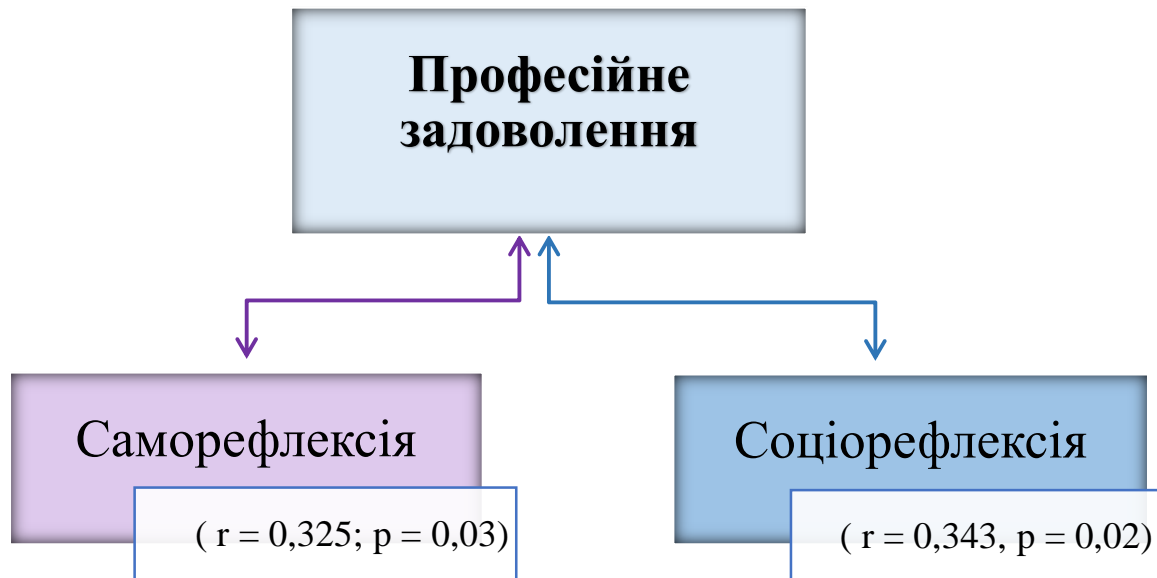 Професійне
задоволення
Саморефлексія
( r = 0,325; p = 0,03)
Соціорефлексія
( r = 0,343, p = 0,02)